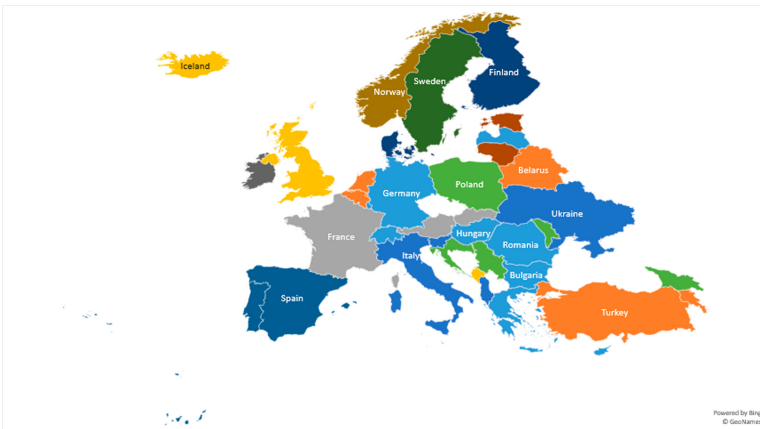 Iceland
Finland
Sweden
Norway
Belarus
Germany
Poland
Ukraine
Hungary
France
Romania
Italy
Bulgaria
Spain
Turkey
Powered by Bing
© GeoNames